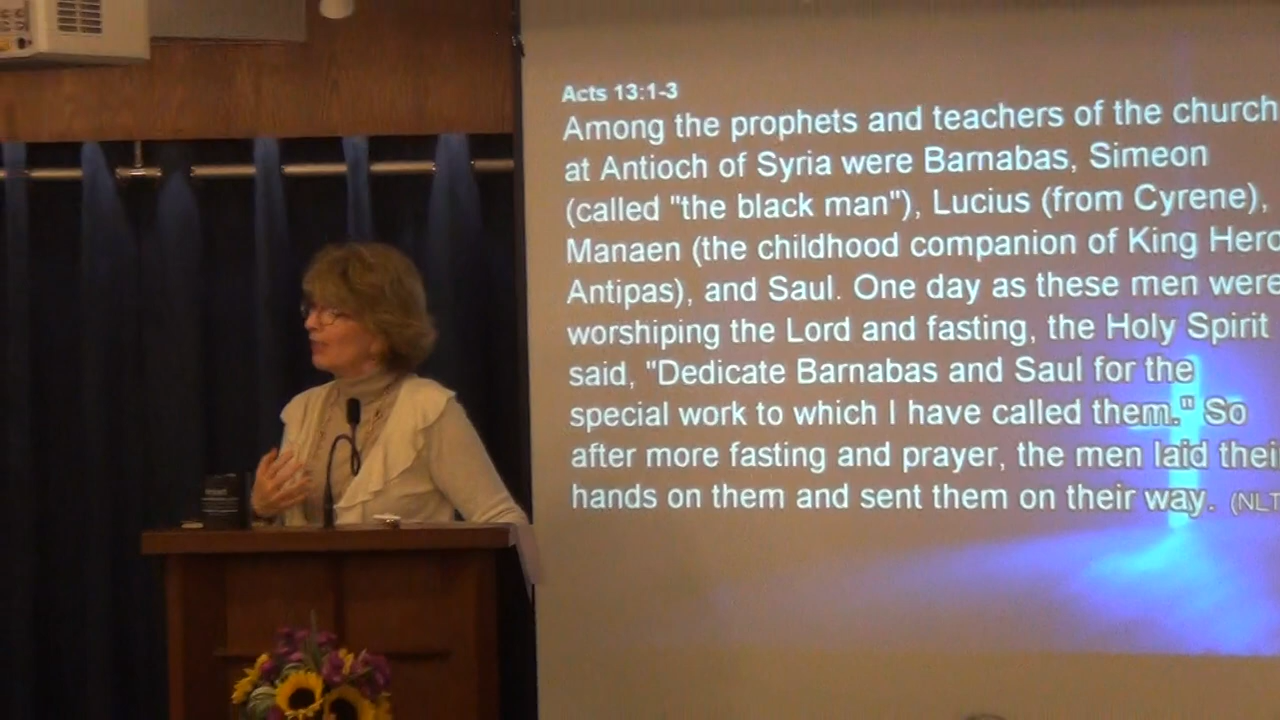 Acts 13:1-3
Among the prophets and teachers of the church
at Antioch of Syria were Barnabas, Simeon
(called "the black man"), Lucius (from Cyrene),
Manaen (the childhood companion of King Hero
Antipas), and Saul. One day as these men were
worshiping the Lord and fasting, the Holy Spirit
said, "Dedicate Barnabas and Saul for the
special work to which I have called them." So
after more fasting and prayer, the men laid thei
hands on them and sent them on their way. (NLT